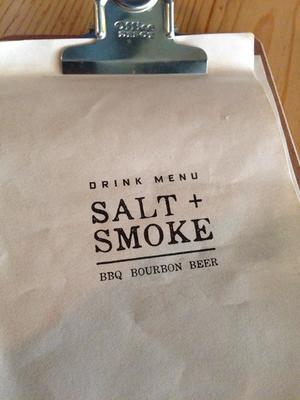 Office
DEPOT
DRINK MENU
SALT +
SMOKE
BBQ BOURBON BEER